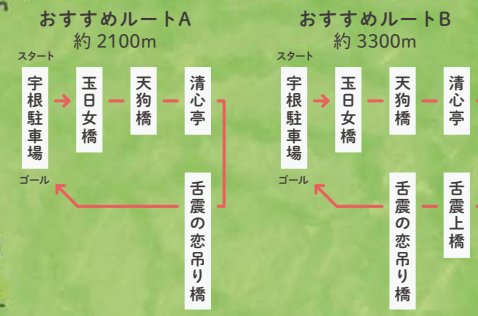 おすすめルートA
約 2100m
スタート
宇根駐車場
玉日女橋
天狗橋
清心亭
舌震の恋吊り橋
ゴール
おすすめルートB
約 3300m
スタート
宇根駐車場
玉日女橋
天狗橋
清心亭
舌震上橋
舌震の恋吊り橋
ゴール